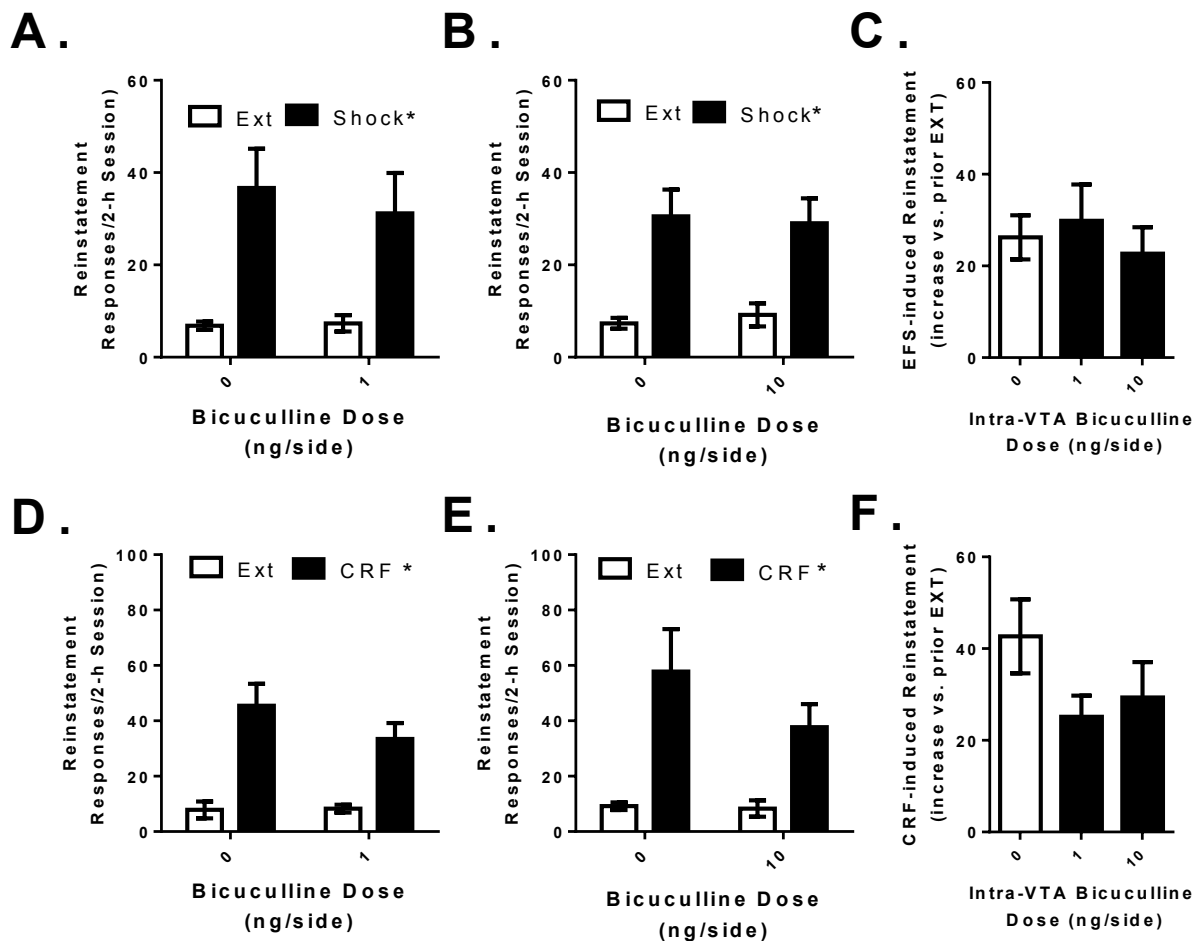 A.
Reinstatement
Responses/2-h Session)
60
40
20
0
Ext Shock*
0 1
Bicuculline Dose
(ng/side)
B.
Reinstatement
Responses/2-h Session)
60
40
20
0
Ext Shock*
0 10
Bicuculline Dose
(ng/side)
C.
EFS-induced Reinstatement
(increase vs. prior EXT)
60
40
20
0
0 1 10
Intra-VTA Bicuculline
Dose (ng/side)
D.
Reinstatement
Responses/2-h Session)
100
80
60
40
20
0
Ext CRF *
0 1
Bicuculline Dose
(ng/side)
E.
Reinstatement
Responses/2-h Session)
100
80
60
40
20
0
Ext CRF *
0 10
Bicuculline Dose
(ng/side)
F.
CRF-induced Reinstatement
(increase vs. prior EXT)
60
40
20
0
0 1 10
Intra-VTA Bicuculline
Dose (ng/side)